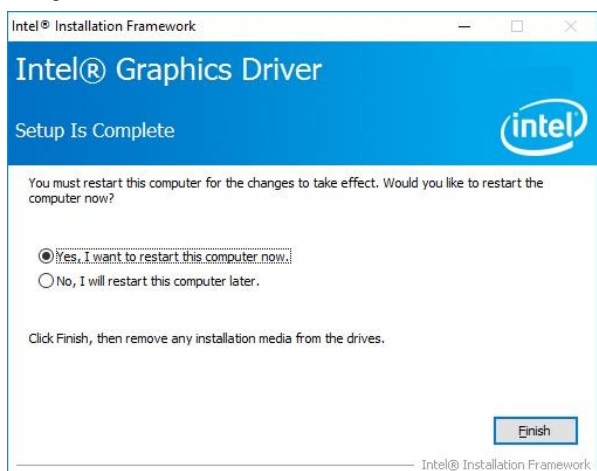 Intel® Installation Framework
Intel® Graphics Driver
Setup Is Complete
intel
You must restart this computer for the changes to take effect. Would you like to restart the
computer now?
Yes, I want to restart this computer now.
No, I will restart this computer later.
Click Finish, then remove any installation media from the drives.
Finish
Intel® Installation Framework